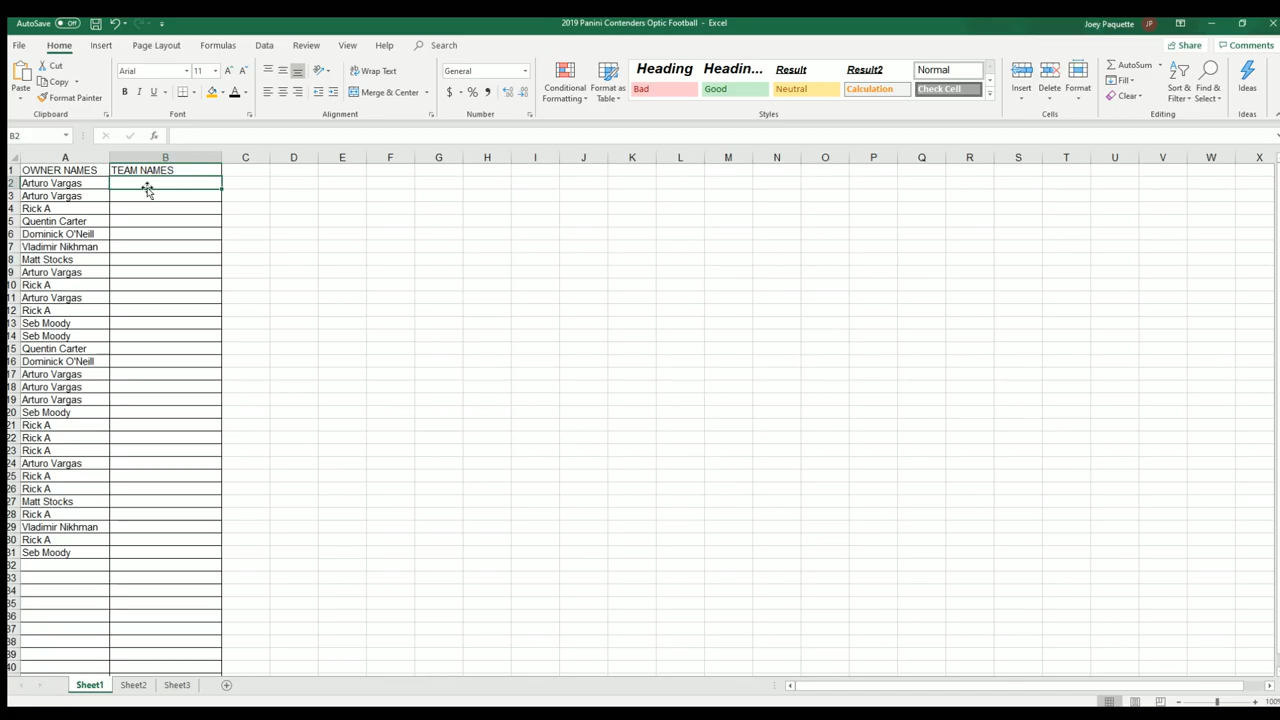 AutoSave Off 2019 Panini Contenders Optic Football - Excel Joey Paquette JP
File Home Insert Page Layout Formulas Data Review View Help Search Share Comments
Paste Cut Copy Format Painter Clipboard
Arial 11 A A B I U A Font
Wrap Text Merge & Center Alignment
General $ % Number
Conditional Formatting Format as Table
Heading Headin... Result Result2 Normal
Bad Good Neutral Calculation Check Cell
Styles
Insert Delete Format Cells
AutoSum Fill Clear Sort & Filter Find & Select Editing
Ideas Ideas
B2 fx
A B C D E F G H I J K L M N O P Q R S T U V W X
1 OWNER NAMES TEAM NAMES
2 Arturo Vargas
3 Arturo Vargas
4 Rick A
5 Quentin Carter
6 Dominick O'Neill
7 Vladimir Nikhman
8 Matt Stocks
9 Arturo Vargas
10 Rick A
11 Arturo Vargas
12 Rick A
13 Seb Moody
14 Seb Moody
15 Quentin Carter
16 Dominick O'Neill
17 Arturo Vargas
18 Arturo Vargas
19 Arturo Vargas
20 Seb Moody
21 Rick A
22 Rick A
23 Rick A
24 Arturo Vargas
25 Rick A
26 Rick A
27 Matt Stocks
28 Rick A
29 Vladimir Nikhman
30 Rick A
31 Seb Moody
32
33
34
35
36
37
38
39
40
Sheet1 Sheet2 Sheet3
100%